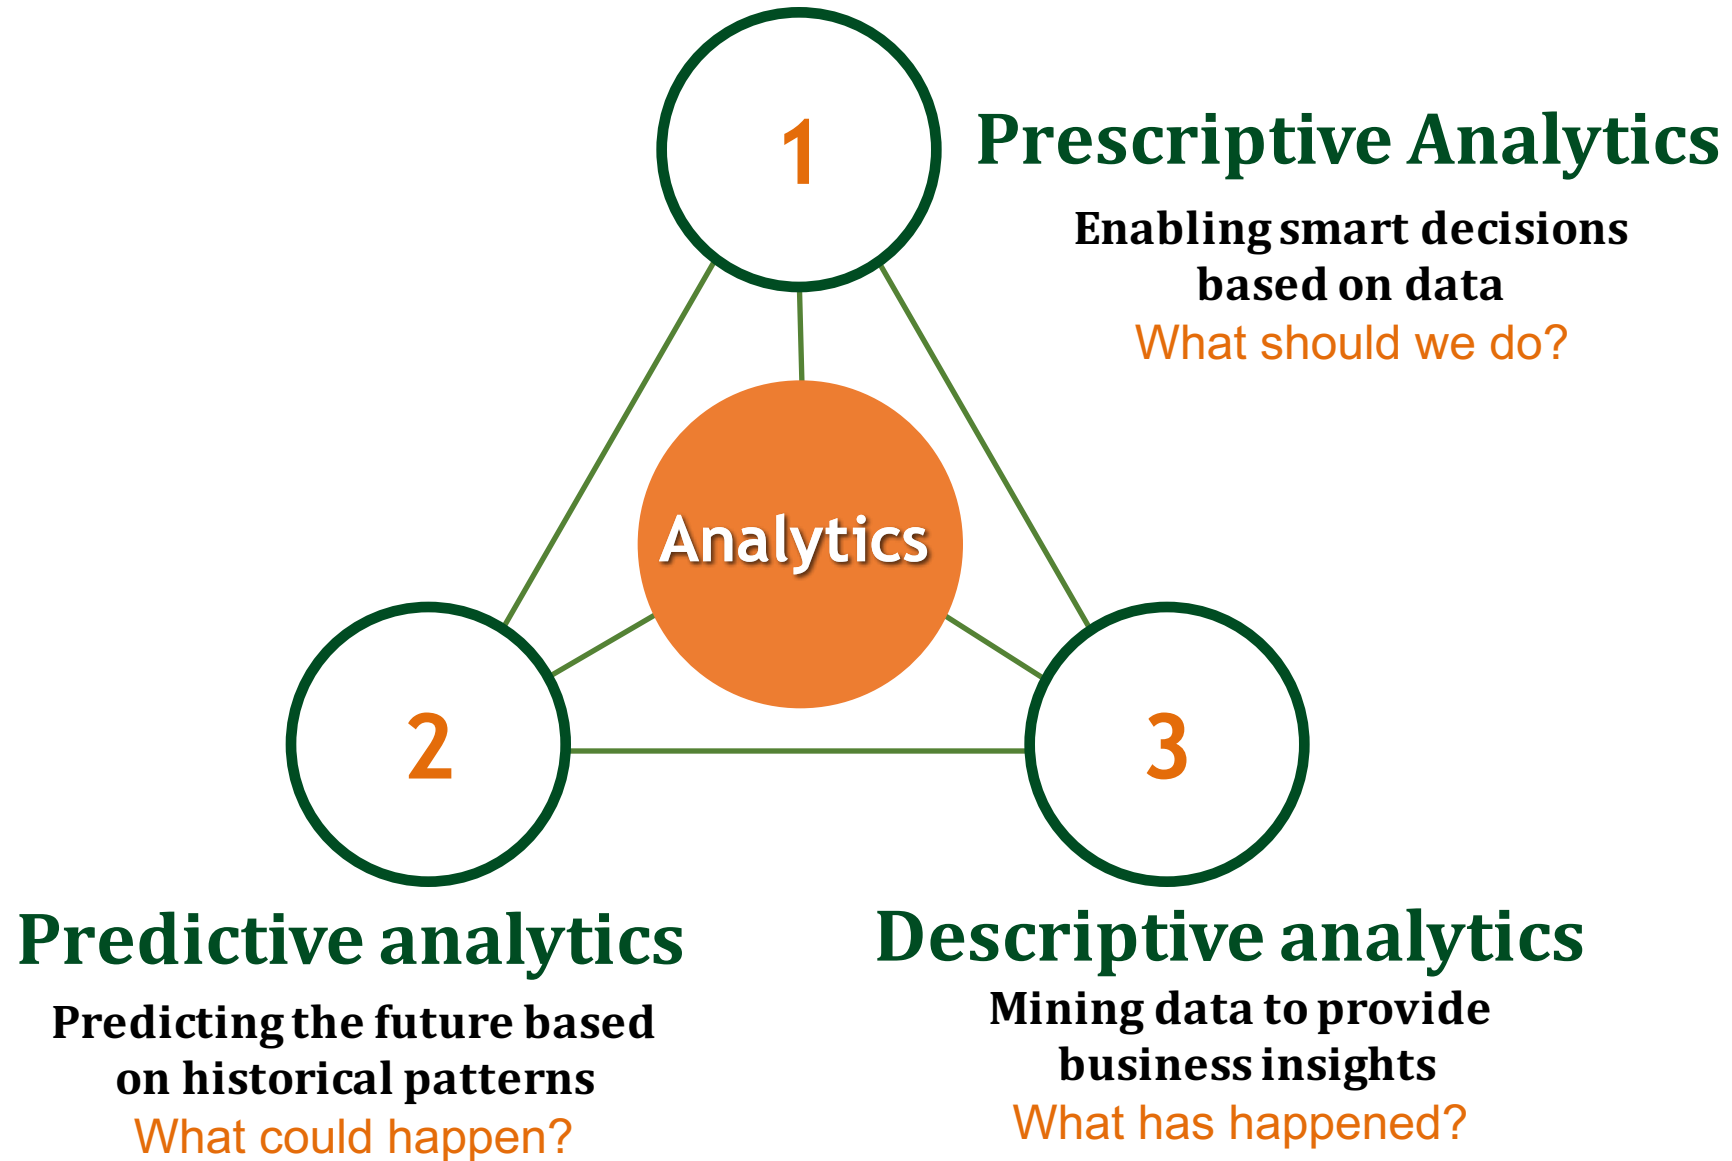 1
Prescriptive Analytics
Enabling smart decisions
based on data
What should we do?
Analytics
2
3
Predictive analytics
Predicting the future based
on historical patterns
What could happen?
Descriptive analytics
Mining data to provide
business insights
What has happened?